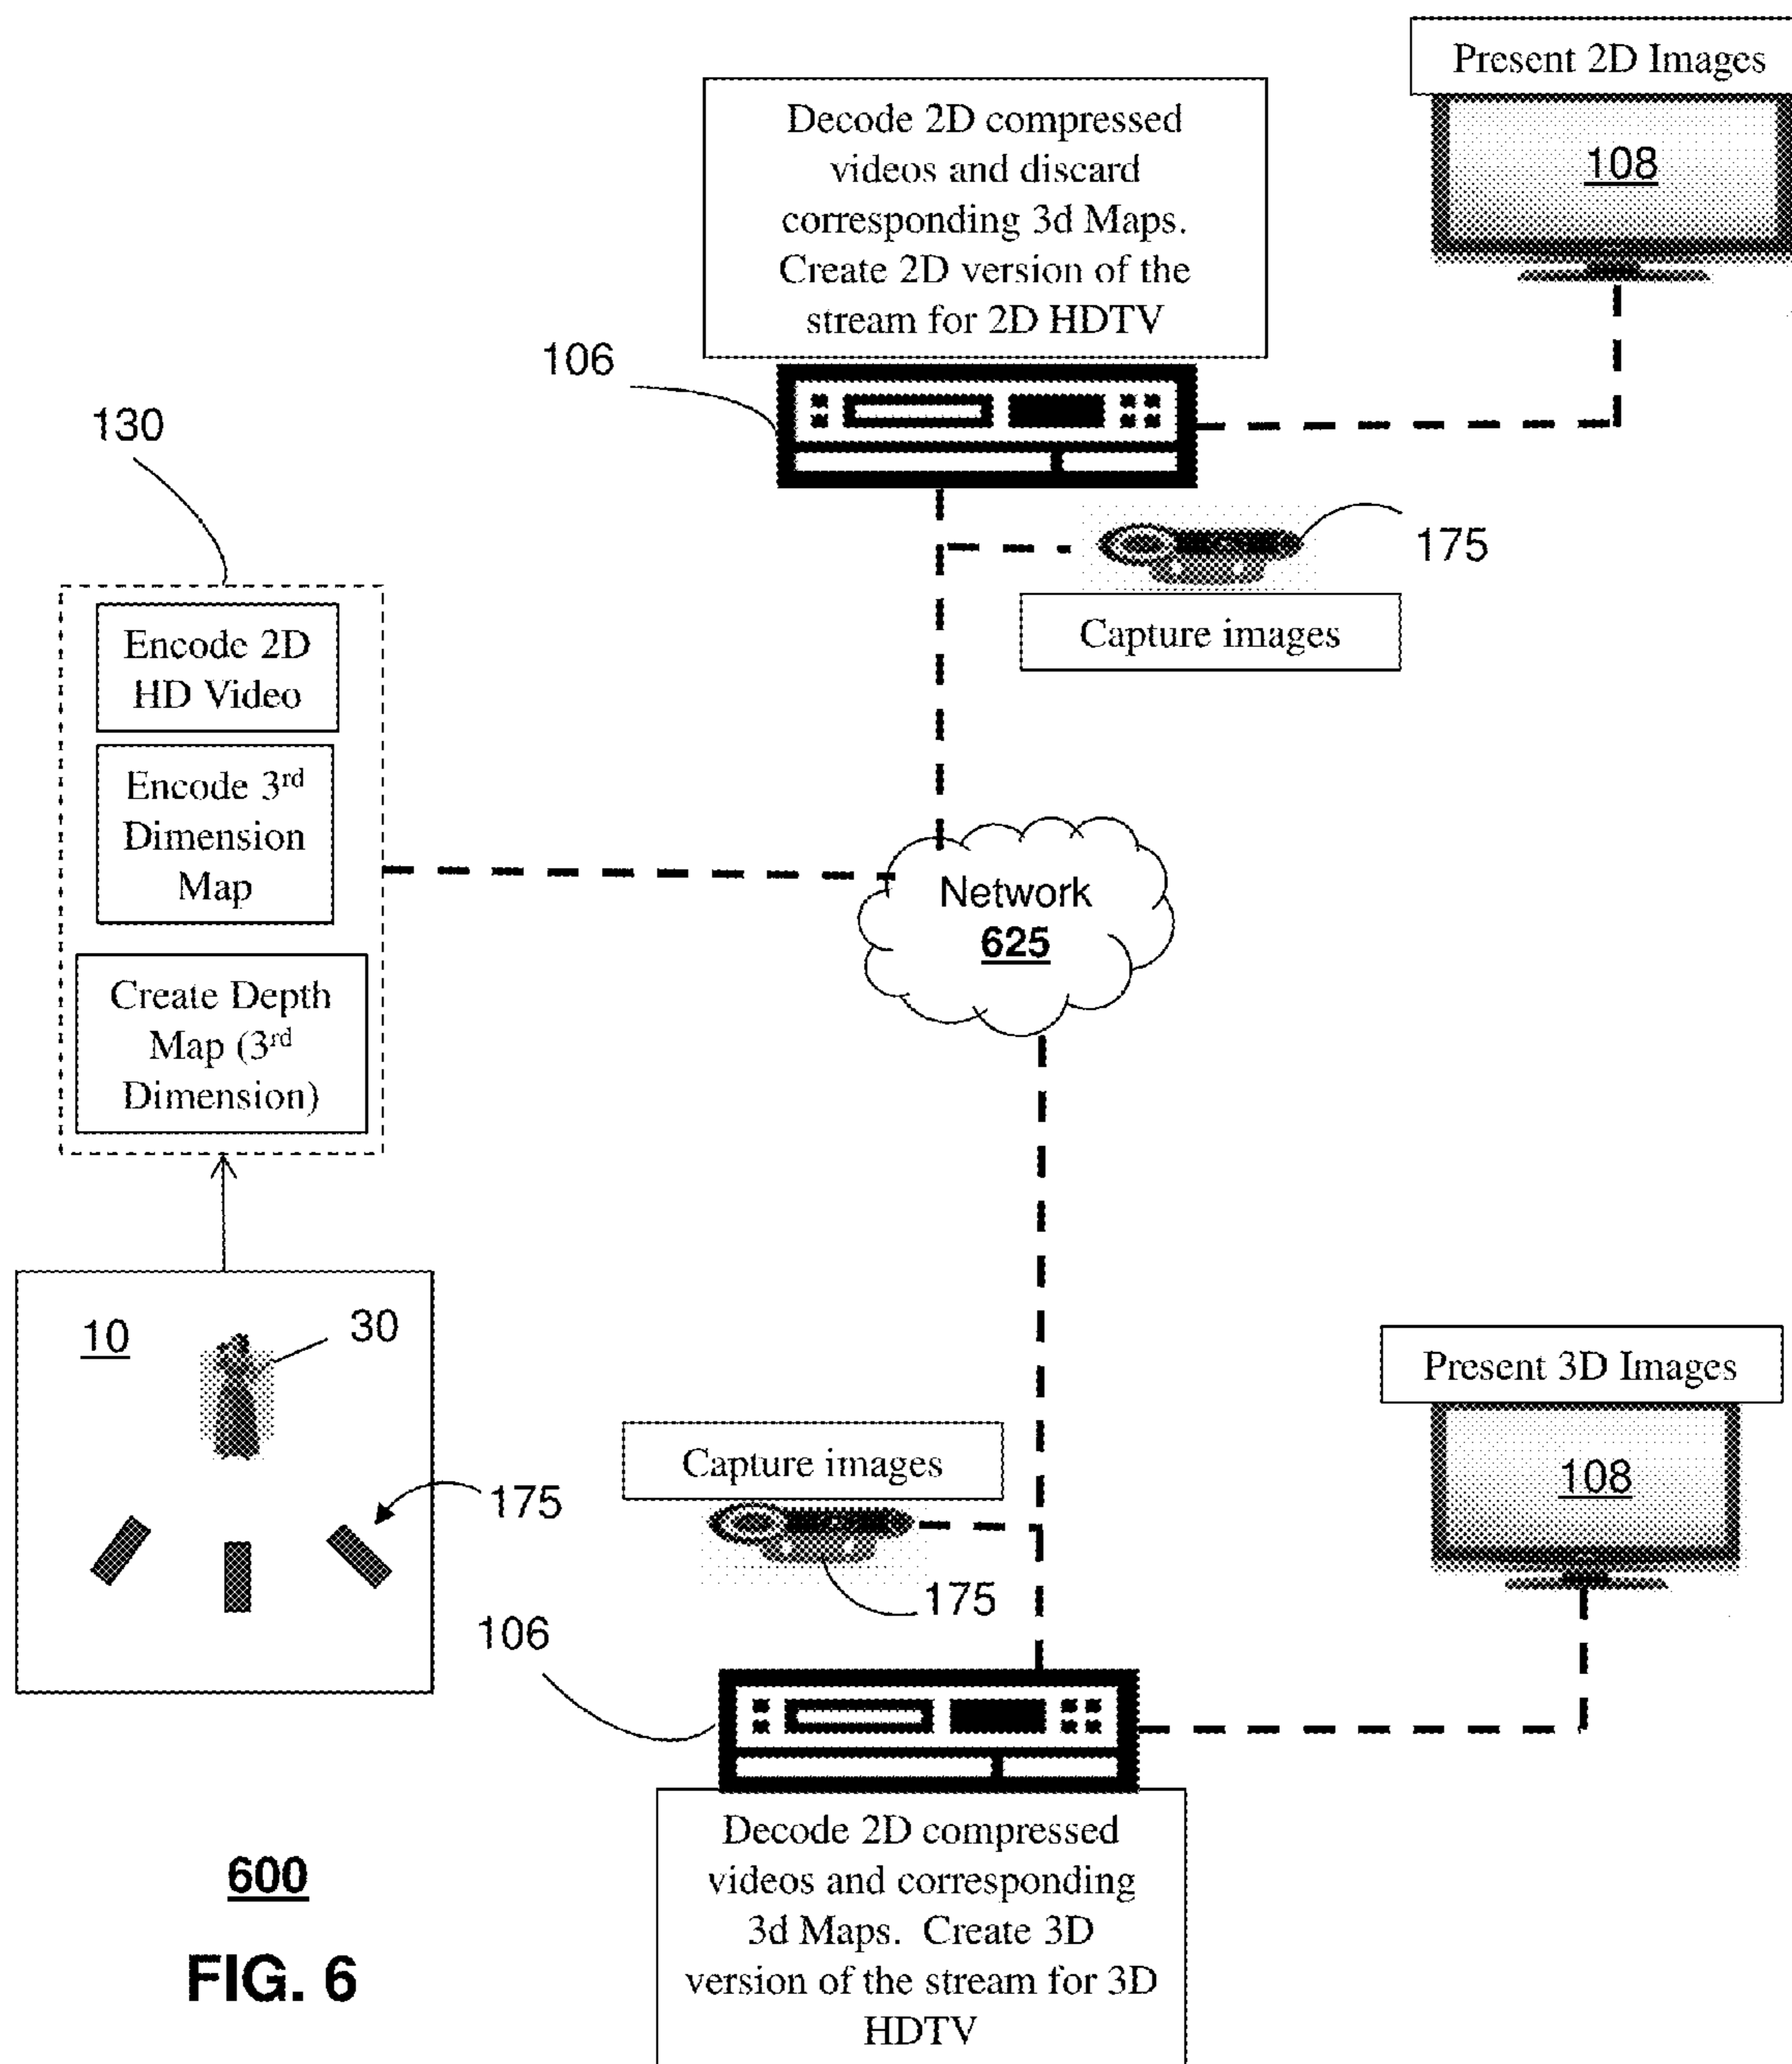 Present 2D Images
108
Decode 2D compressed
videos and discard
corresponding 3d Maps.
Create 2D version of the
stream for 2D HDTV
106
130
175
Capture images
Encode 2D
HD Video
Encode 3rd
Dimension
Map
Create Depth
Map (3rd
Dimension)
Network
625
10
30
175
Capture images
175
Present 3D Images
108
106
Decode 2D compressed
videos and corresponding
3d Maps. Create 3D
version of the stream for 3D
HDTV
600
FIG. 6